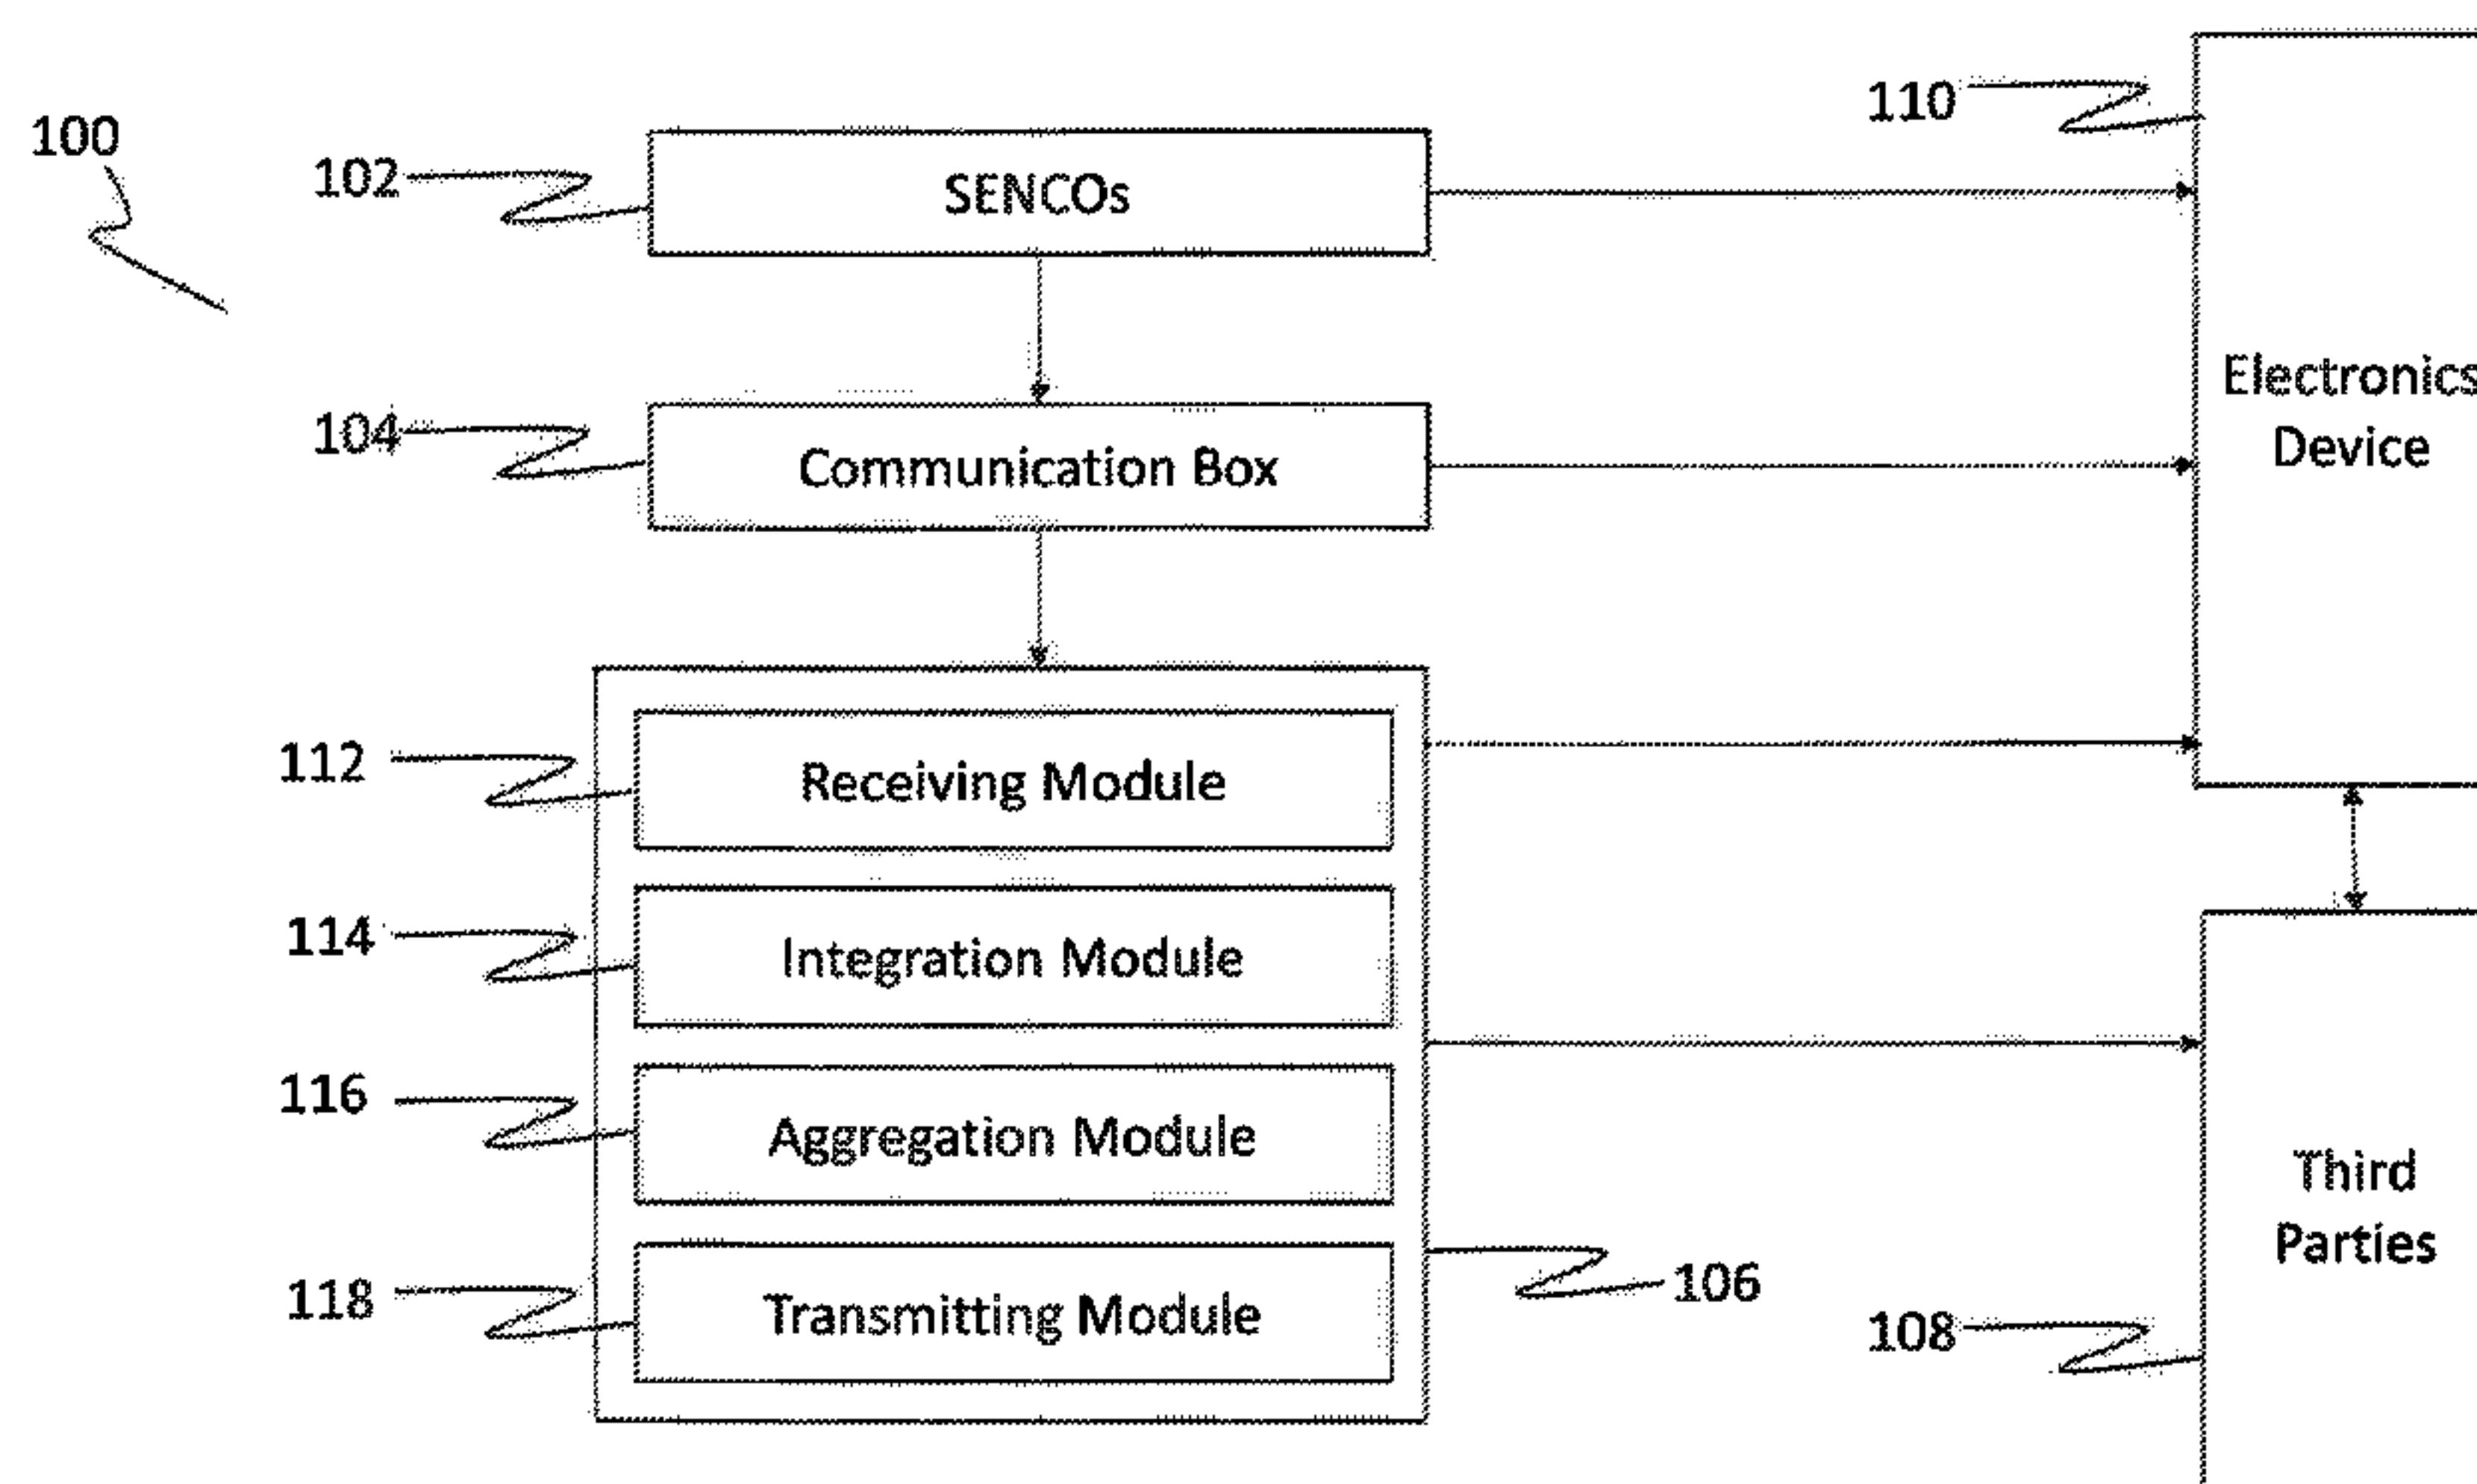 100
102
SENCOs
110
104
Communication Box
Electronics
Device
112
Receiving Module
114
Integration Module
116
Aggregation Module
118
Transmitting Module
106
Third
Parties
108